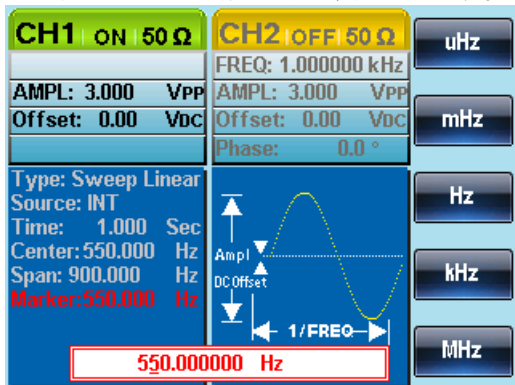 CH1 ON 50 Ω
CH2 OFF 50 Ω
FREQ: 1.000000 kHz
AMPL: 3.000 VPP
AMPL: 3.000 VPP
Offset: 0.00 VDC
Offset: 0.00 VDC
Phase: 0.0 °
Type: Sweep Linear
Source: INT
Time: 1.000 Sec
Center: 550.000 Hz
Span: 900.000 Hz
Marker: 550.000 Hz
Ampl
DC Offset
1/FREQ
550.000000 Hz
uHz
mHz
Hz
kHz
MHz